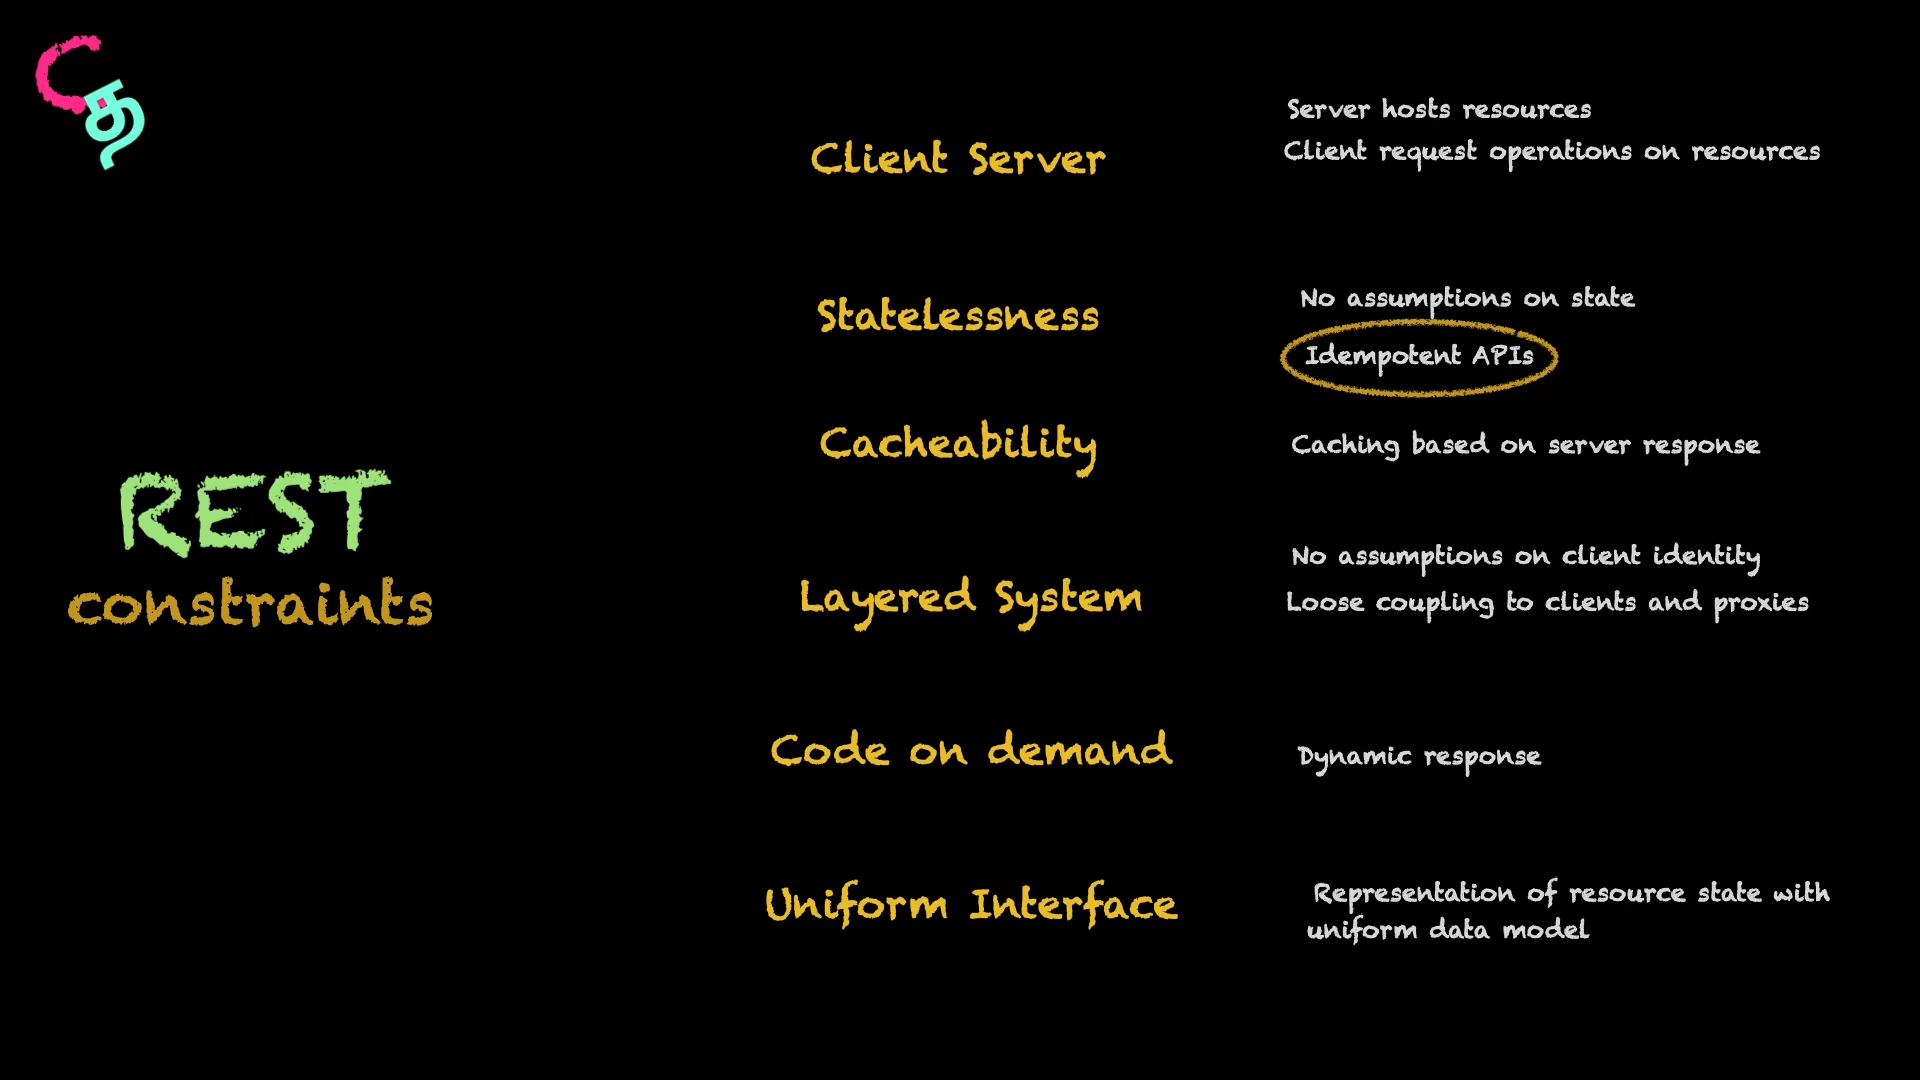 த
REST
constraints
Client Server
Server hosts resources
Client request operations on resources
Statelessness
No assumptions on state
Idempotent APIs
Cacheability
Caching based on server response
Layered System
No assumptions on client identity
Loose coupling to clients and proxies
Code on demand
Dynamic response
Uniform Interface
Representation of resource state with
uniform data model